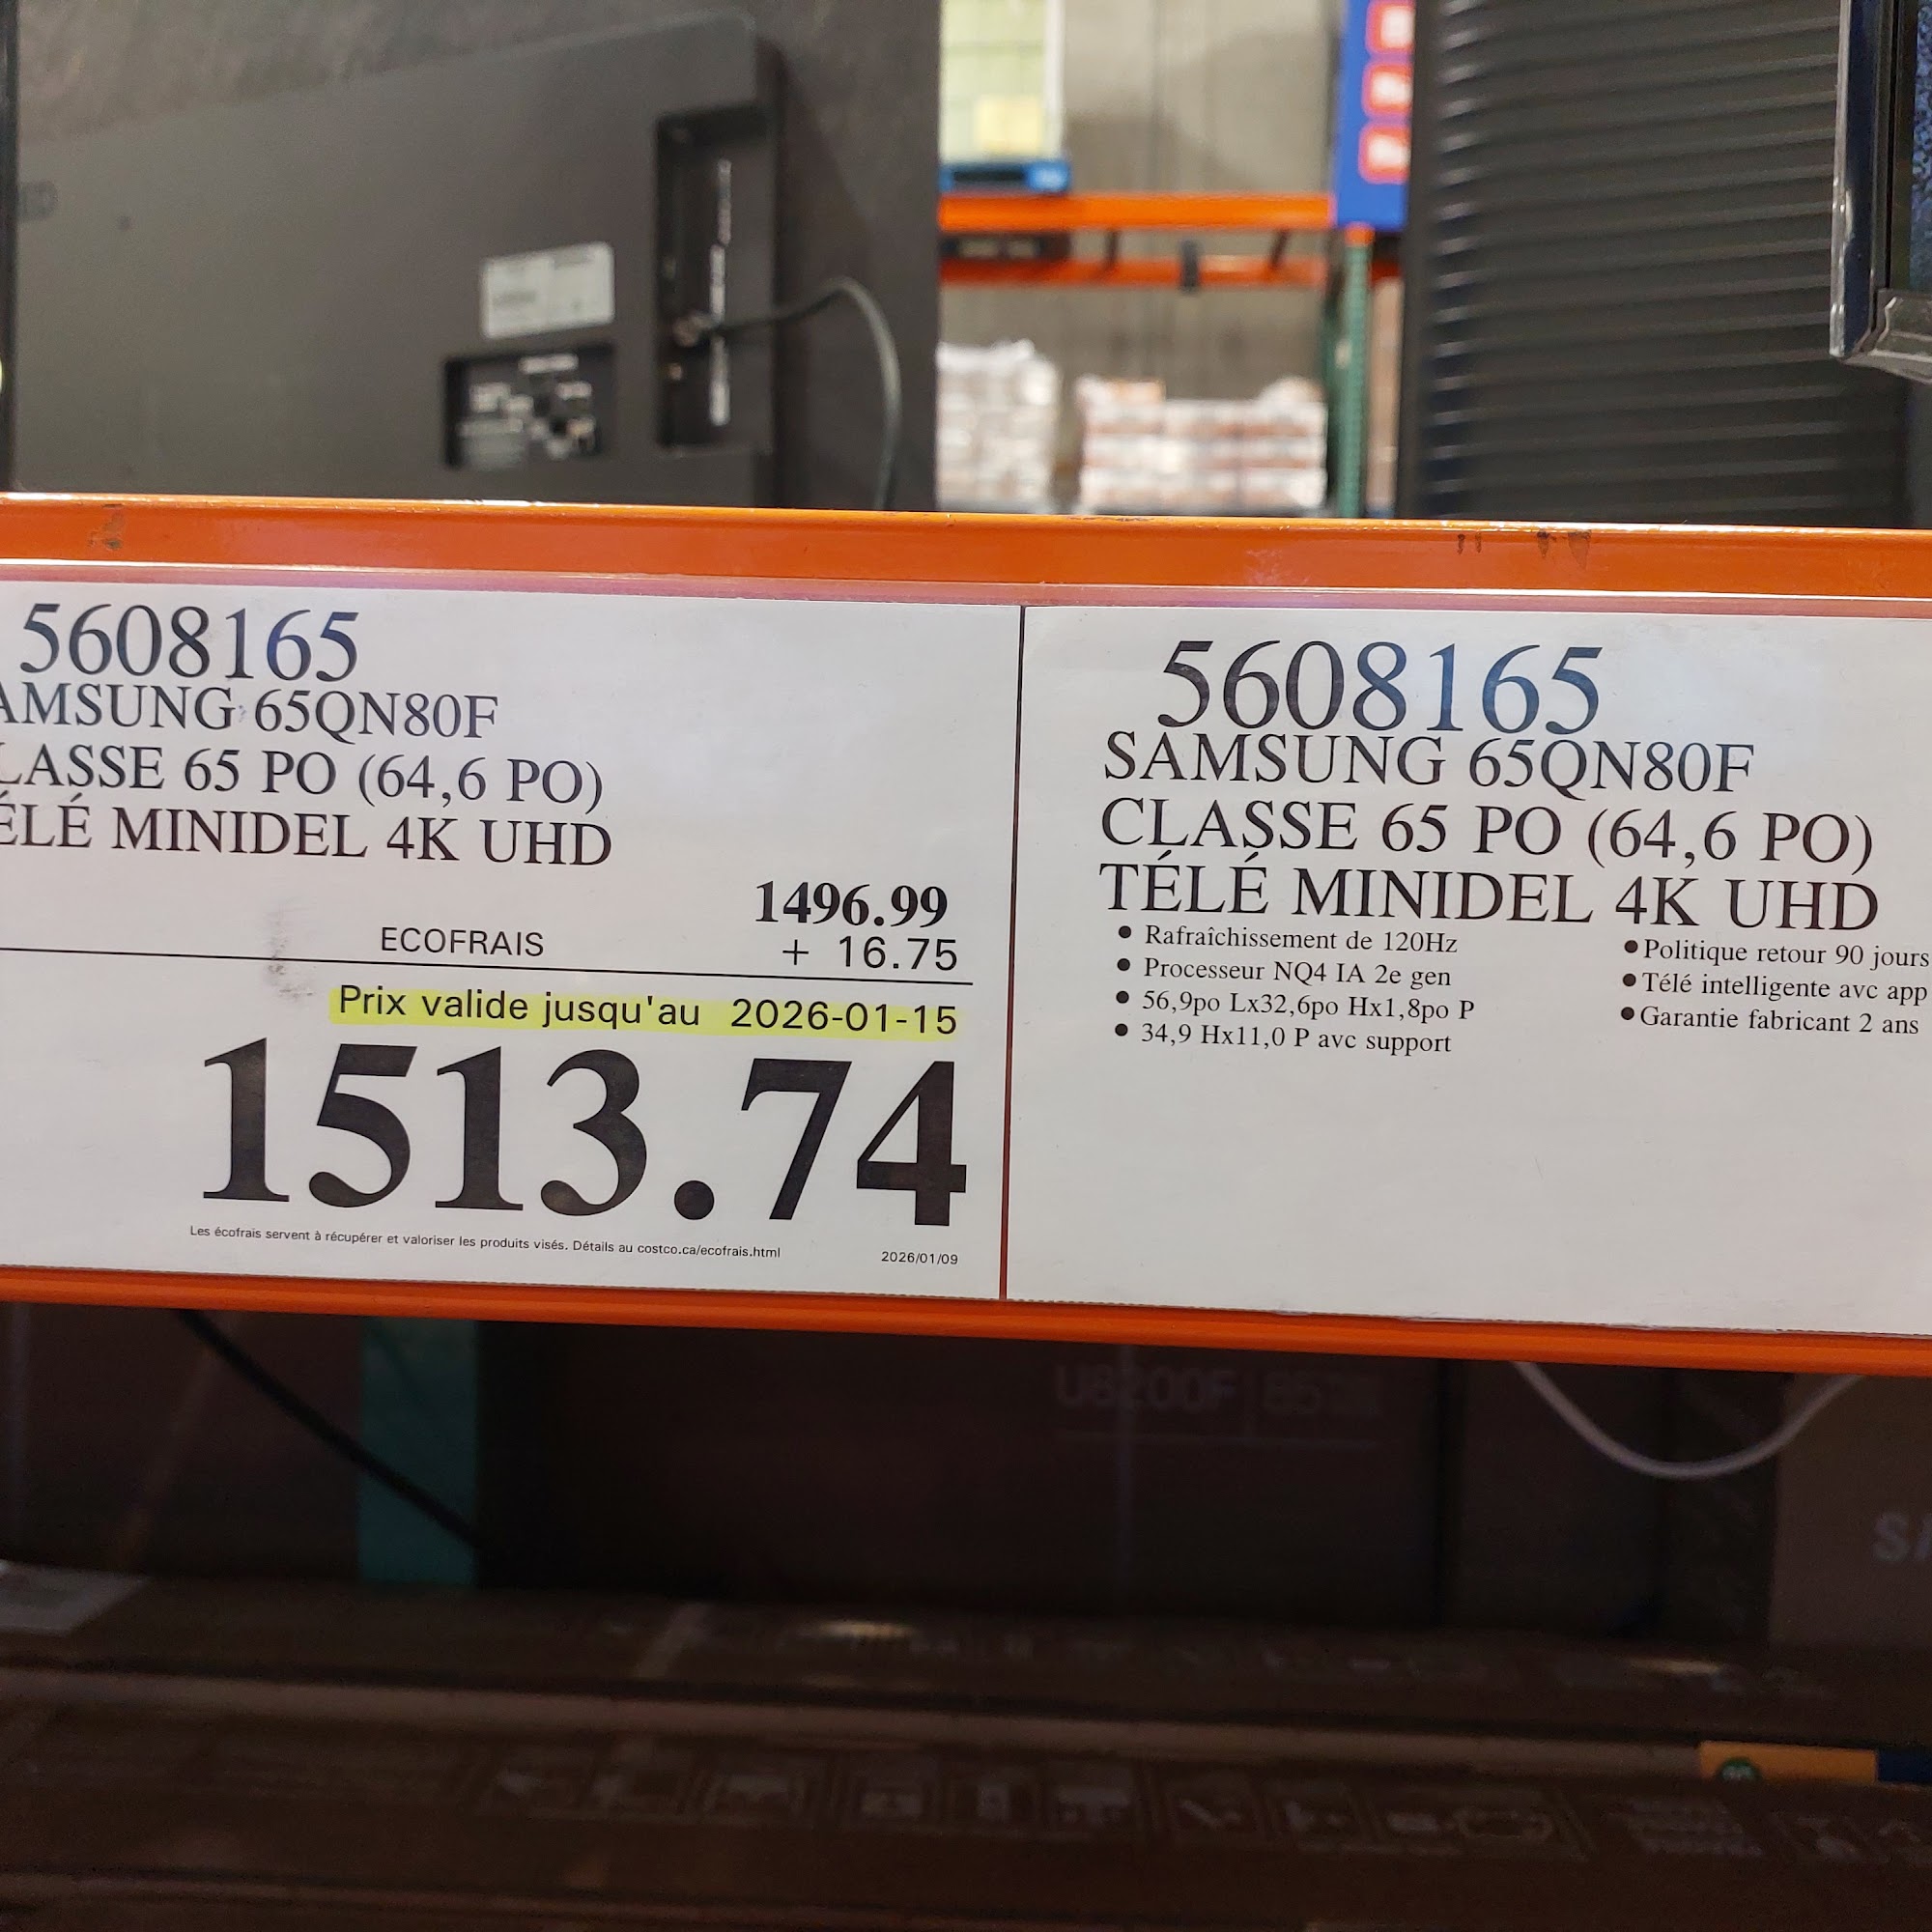 5608165
AMSUNG 65QN80F
LASSE 65 PO (64,6 PO)
ÉLÉ MINIDEL 4K UHD
1496.99
ECOFRAIS + 16.75
Prix valide jusqu'au 2026-01-15
1513.74
Les écofrais servent à récupérer et valoriser les produits visés. Détails au costco.ca/ecofrais.html
2026/01/09
5608165
SAMSUNG 65QN80F
CLASSE 65 PO (64,6 PO)
TÉLÉ MINIDEL 4K UHD
• Rafraîchissement de 120Hz
• Processeur NQ4 IA 2e gen
• 56,9po Lx32,6po Hx1,8po P
• 34,9 Hx11,0 P avc support
• Politique retour 90 jours
• Télé intelligente avc app
• Garantie fabricant 2 ans
U8200F
SA